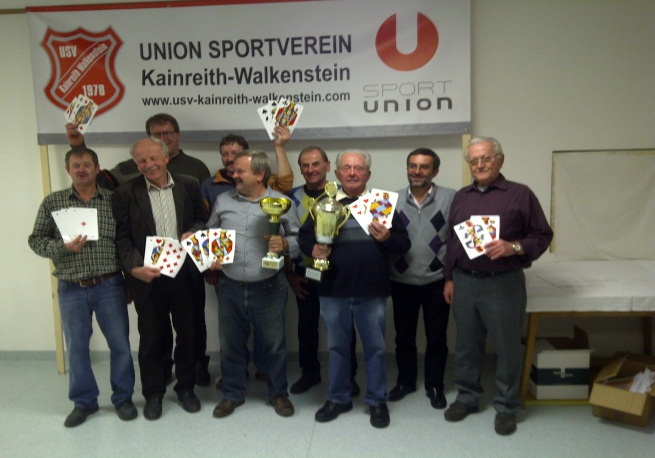 USV
Kainreith Walkenstein
1978
UNION SPORTVEREIN
Kainreith-Walkenstein
www.usv-kainreith-walkenstein.com
SPORT
UNION